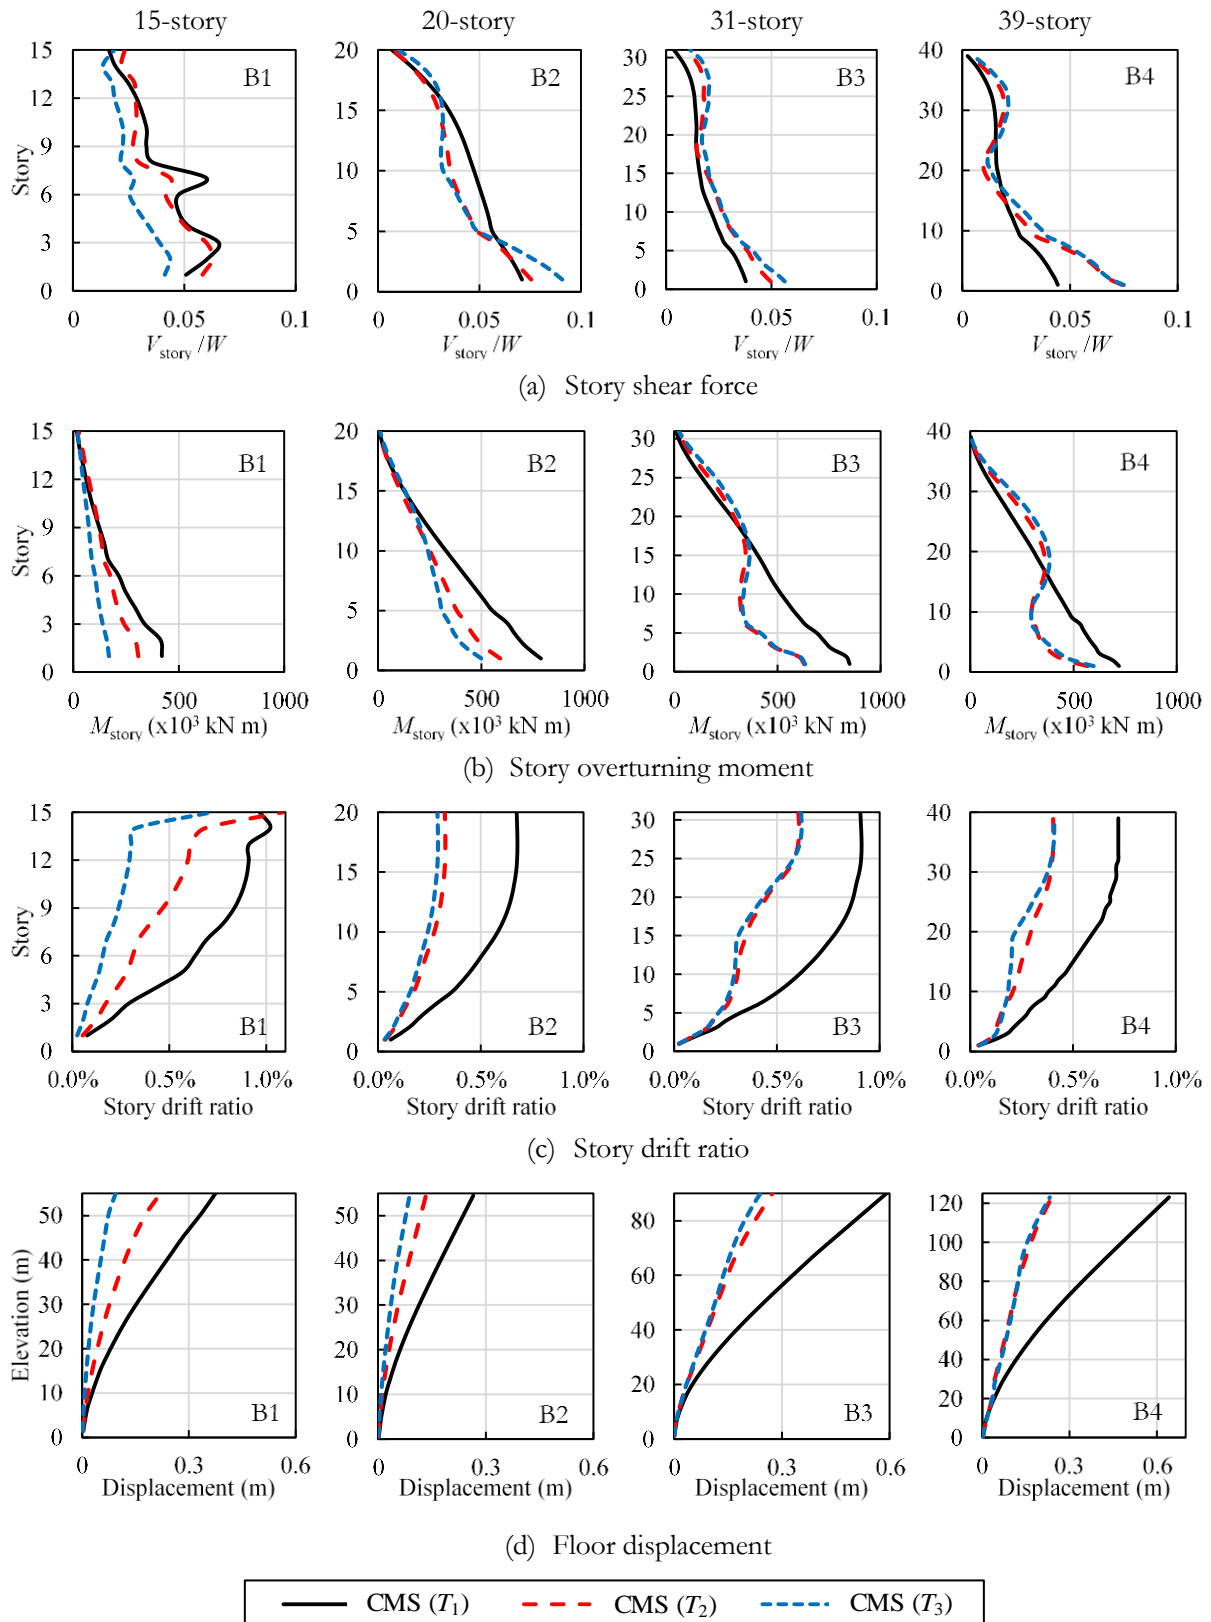 15-story 20-story 31-story 39-story
15 12 9 6 3 0 Story B1 0 0.05 0.1 V_story /W
20 15 10 5 0 B2 0 0.05 0.1 V_story /W
30 25 20 15 10 5 0 B3 0 0.05 0.1 V_story /W
40 30 20 10 0 B4 0 0.05 0.1 V_story /W
(a) Story shear force
15 12 9 6 3 0 Story B1 0 500 1000 M_story (x10³ kN m)
20 15 10 5 0 B2 0 500 1000 M_story (x10³ kN m)
30 25 20 15 10 5 0 B3 0 500 1000 M_story (x10³ kN m)
40 30 20 10 0 B4 0 500 1000 M_story (x10³ kN m)
(b) Story overturning moment
15 12 9 6 3 0 Story B1 0.0% 0.5% 1.0% Story drift ratio
20 15 10 5 0 B2 0.0% 0.5% 1.0% Story drift ratio
30 25 20 15 10 5 0 B3 0.0% 0.5% 1.0% Story drift ratio
40 30 20 10 0 B4 0.0% 0.5% 1.0% Story drift ratio
(c) Story drift ratio
50 40 30 20 10 0 Elevation (m) B1 0 0.3 0.6 Displacement (m)
50 40 30 20 10 0 B2 0 0.3 0.6 Displacement (m)
80 60 40 20 0 B3 0 0.3 0.6 Displacement (m)
120 100 80 60 40 20 0 B4 0 0.3 0.6 Displacement (m)
(d) Floor displacement
CMS (T₁) CMS (T₂) CMS (T₃)